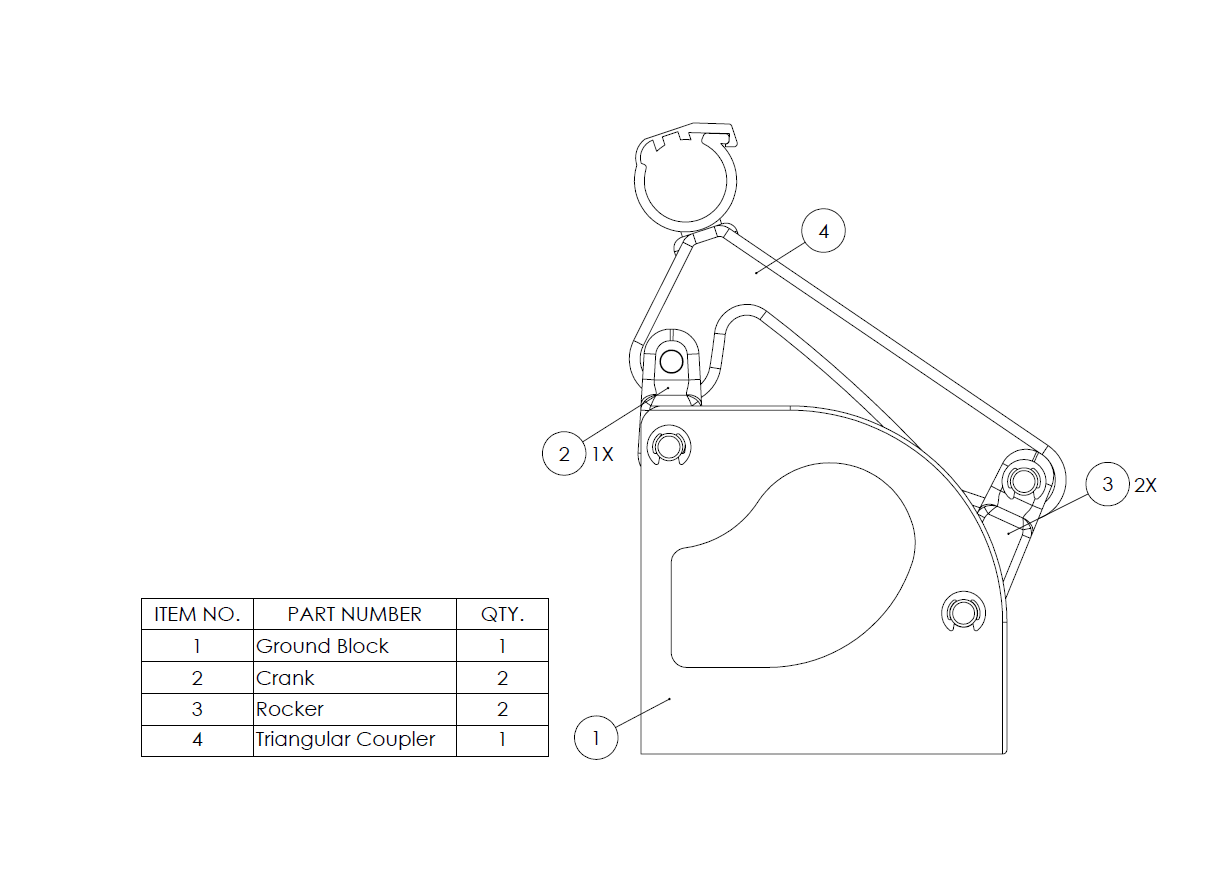 4
2 1X
3 2X
ITEM NO. PART NUMBER QTY.
1 Ground Block 1
2 Crank 2
3 Rocker 2
4 Triangular Coupler 1
1